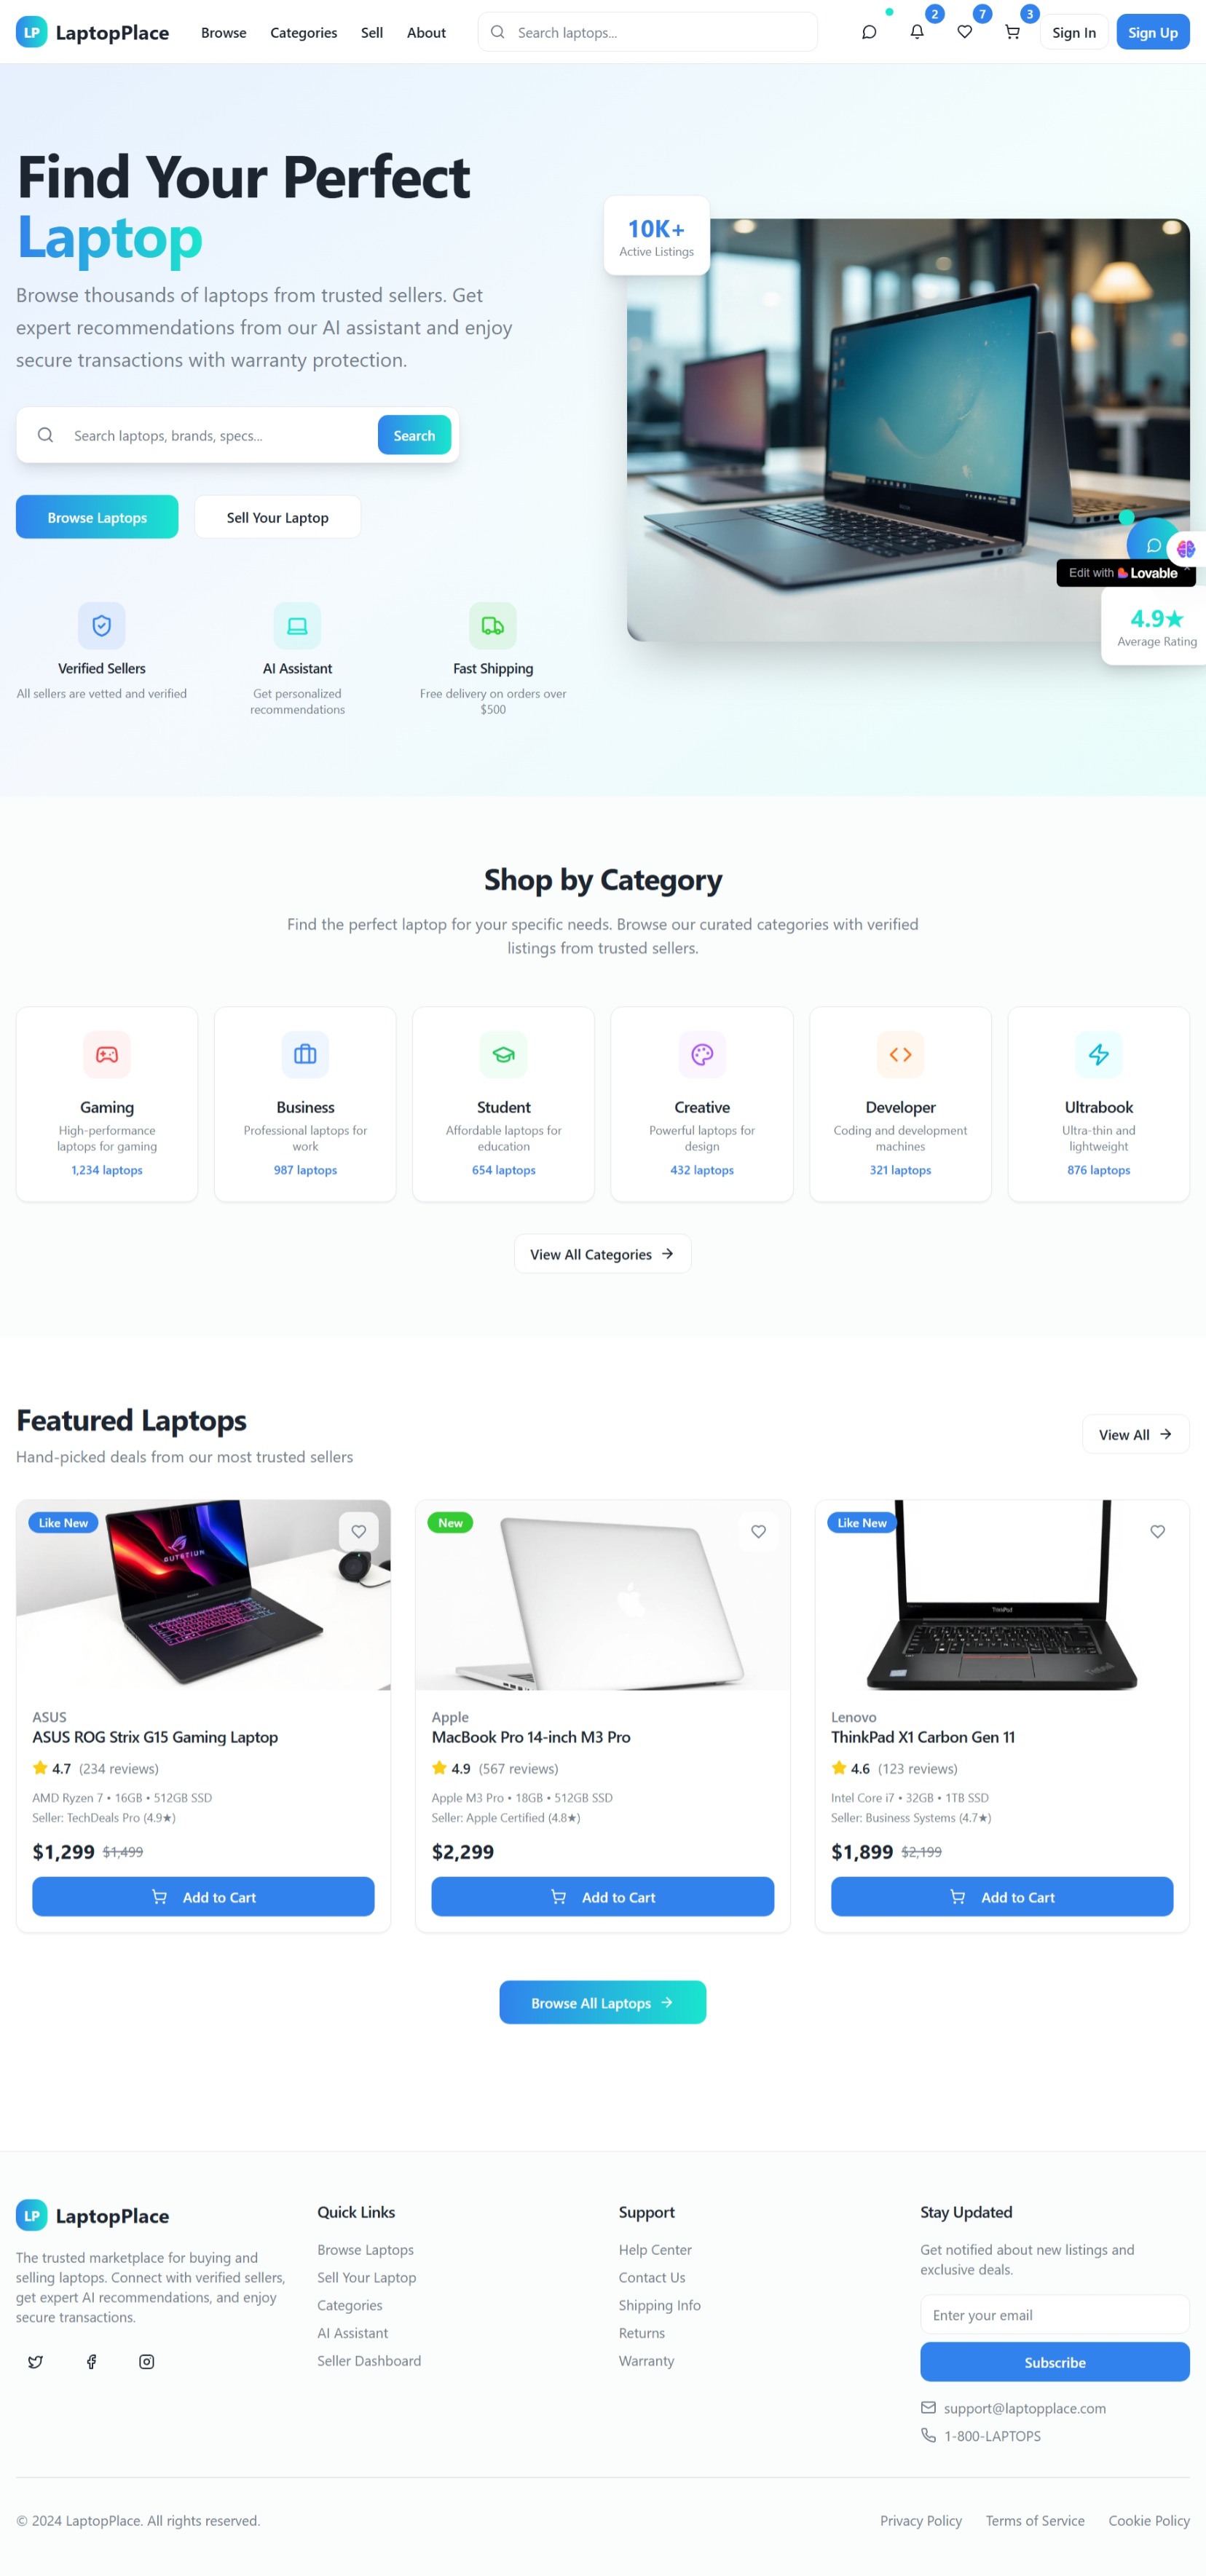 LP LaptopPlace Browse Categories Sell About Search laptops... 2 7 3 Sign In Sign Up
Find Your Perfect
Laptop
Browse thousands of laptops from trusted sellers. Get
expert recommendations from our AI assistant and enjoy
secure transactions with warranty protection.
Search laptops, brands, specs... Search
Browse Laptops Sell Your Laptop
Verified Sellers
All sellers are vetted and verified
AI Assistant
Get personalized
recommendations
Fast Shipping
Free delivery on orders over
$500
10K+
Active Listings
Edit with Lovable
4.9★
Average Rating
Shop by Category
Find the perfect laptop for your specific needs. Browse our curated categories with verified
listings from trusted sellers.
Gaming
High-performance
laptops for gaming
1,234 laptops
Business
Professional laptops for
work
987 laptops
Student
Affordable laptops for
education
654 laptops
Creative
Powerful laptops for
design
432 laptops
Developer
Coding and development
machines
321 laptops
Ultrabook
Ultra-thin and
lightweight
876 laptops
View All Categories
Featured Laptops
Hand-picked deals from our most trusted sellers
View All
Like New
ASUS
ASUS ROG Strix G15 Gaming Laptop
4.7 (234 reviews)
AMD Ryzen 7 • 16GB • 512GB SSD
Seller: TechDeals Pro (4.9★)
$1,299 $1,499
Add to Cart
New
Apple
MacBook Pro 14-inch M3 Pro
4.9 (567 reviews)
Apple M3 Pro • 18GB • 512GB SSD
Seller: Apple Certified (4.8★)
$2,299
Add to Cart
Like New
ThinkPad
Lenovo
ThinkPad X1 Carbon Gen 11
4.6 (123 reviews)
Intel Core i7 • 32GB • 1TB SSD
Seller: Business Systems (4.7★)
$1,899 $2,199
Add to Cart
Browse All Laptops
LP LaptopPlace
The trusted marketplace for buying and
selling laptops. Connect with verified sellers,
get expert AI recommendations, and enjoy
secure transactions.
Quick Links
Browse Laptops
Sell Your Laptop
Categories
AI Assistant
Seller Dashboard
Support
Help Center
Contact Us
Shipping Info
Returns
Warranty
Stay Updated
Get notified about new listings and
exclusive deals.
Enter your email
Subscribe
support@laptopplace.com
1-800-LAPTOPS
© 2024 LaptopPlace. All rights reserved.
Privacy Policy Terms of Service Cookie Policy